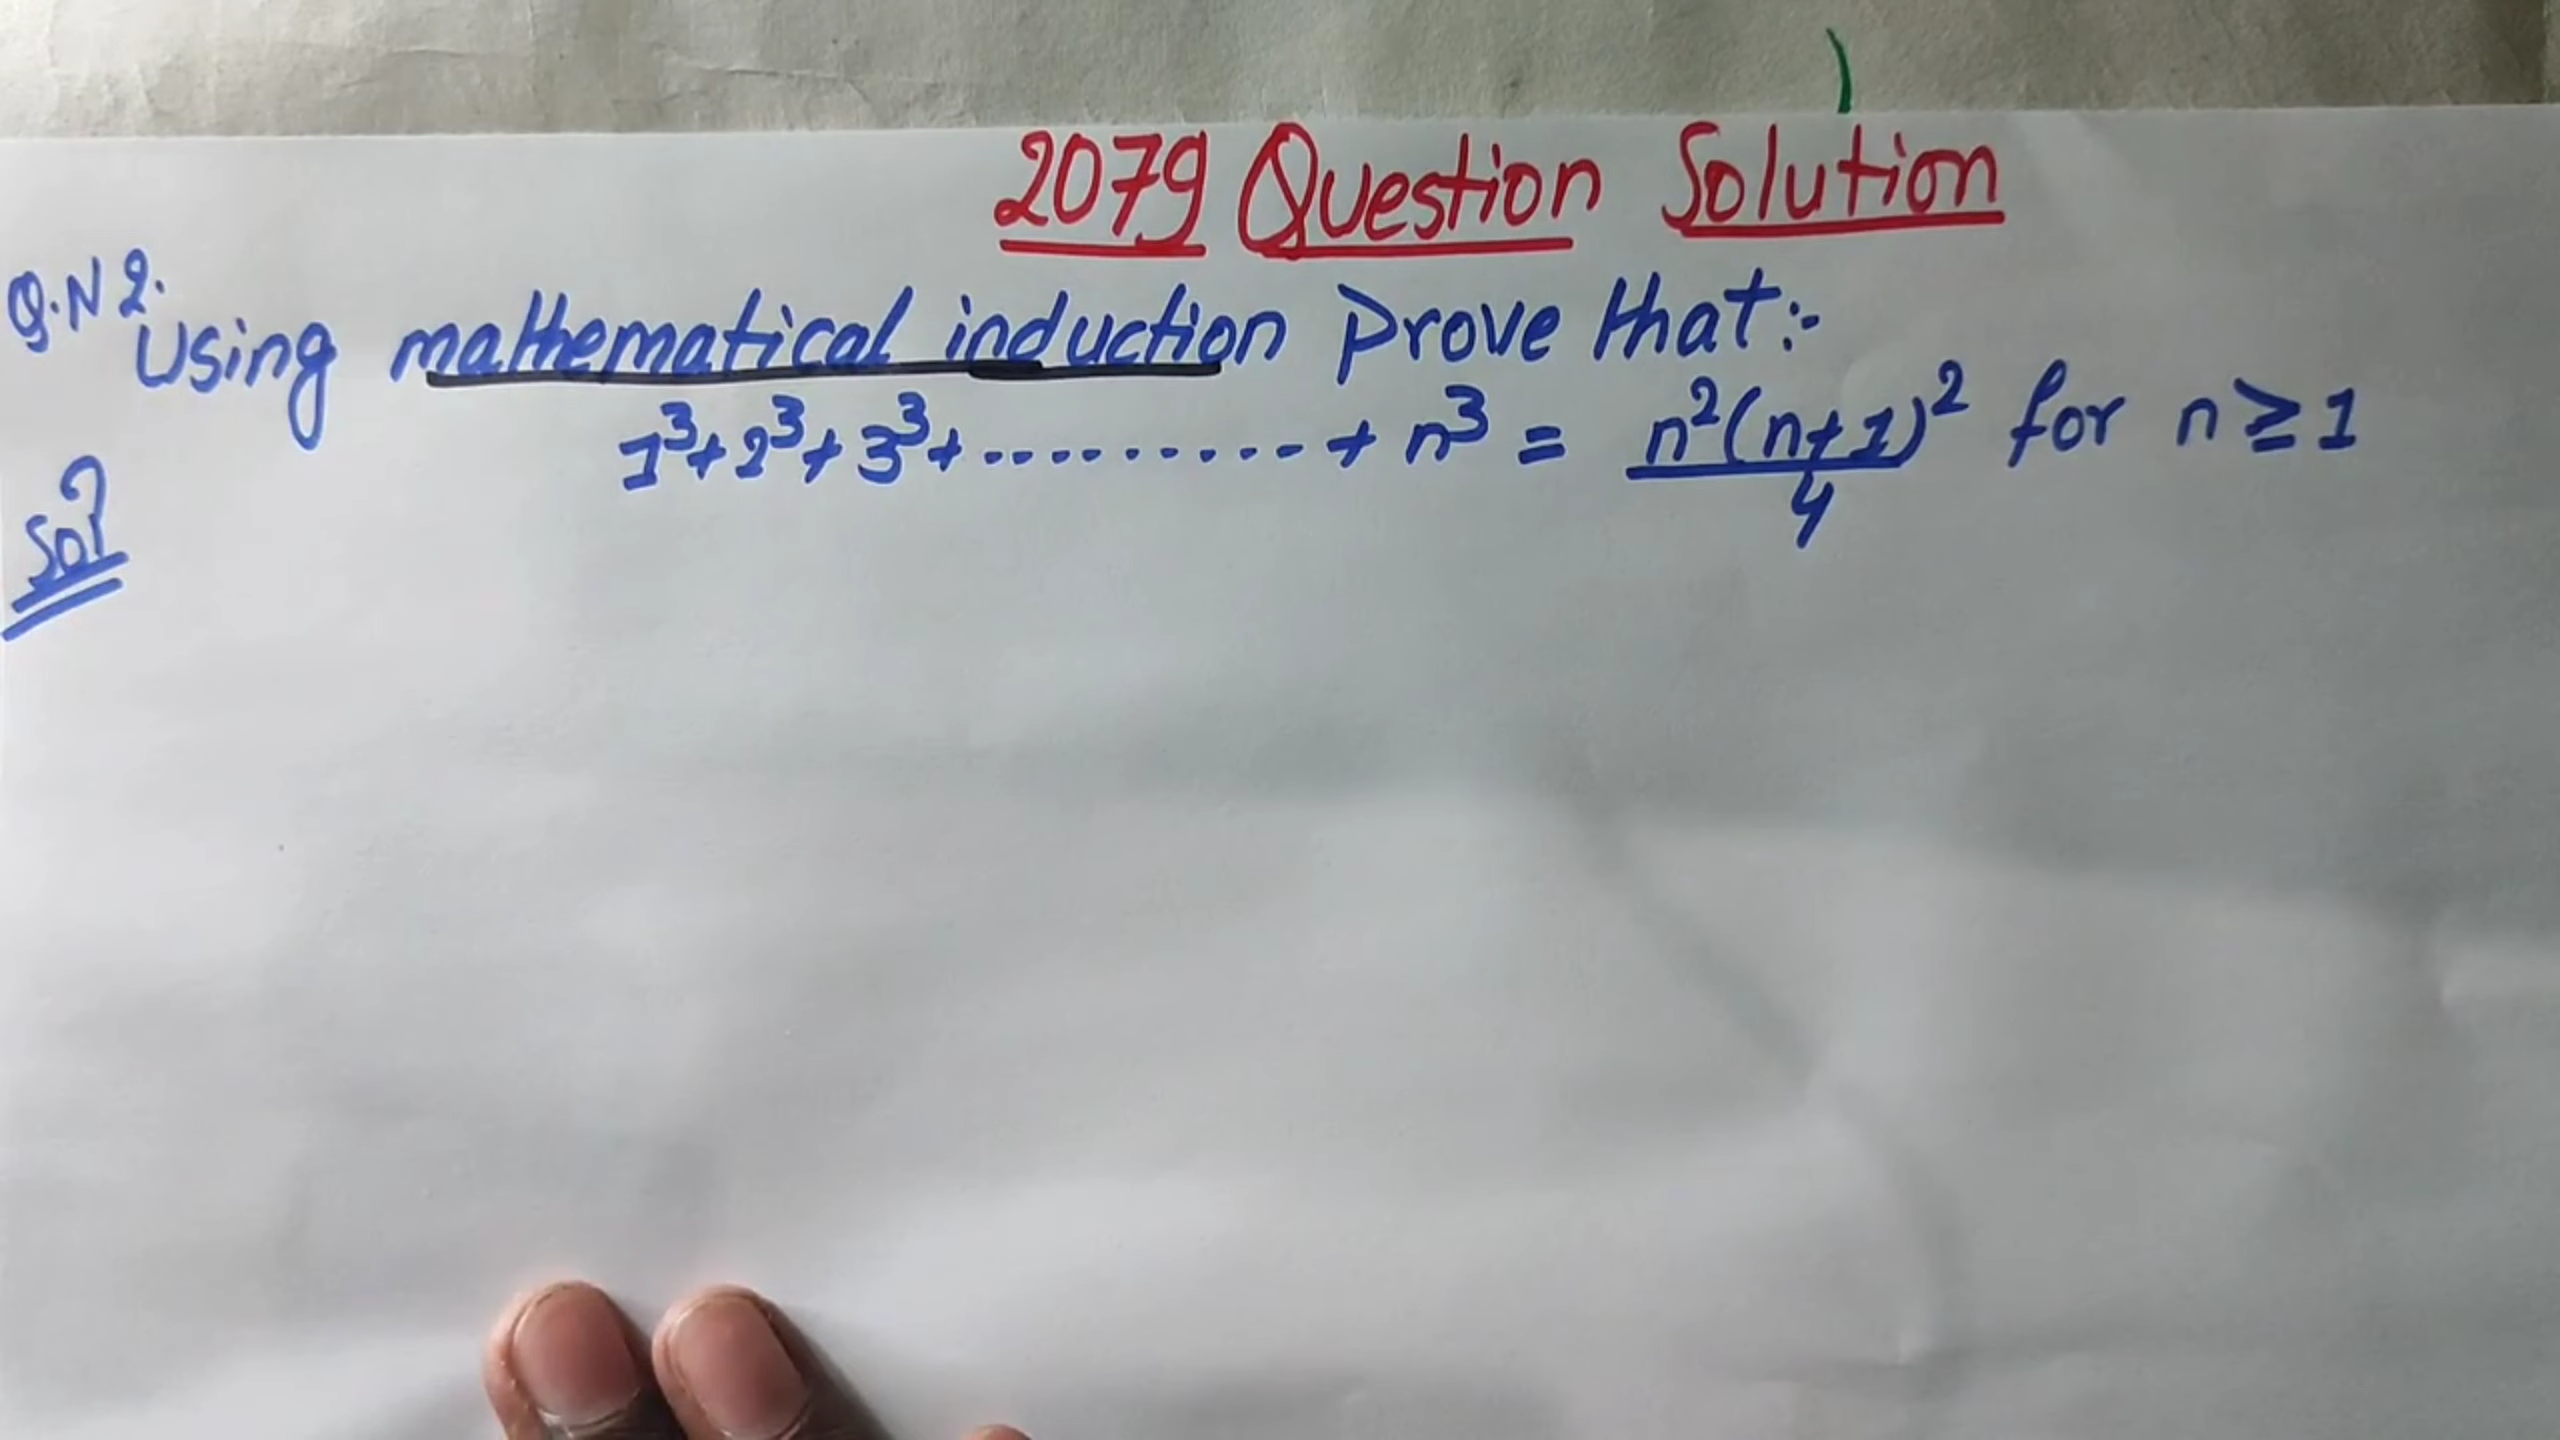 2079 Question Solution
Q.N 2. Using mathematical induction prove that:-
1³+2³+3³+..........+ n³ = n²(n+1)²/4 for n≥1
Solⁿ